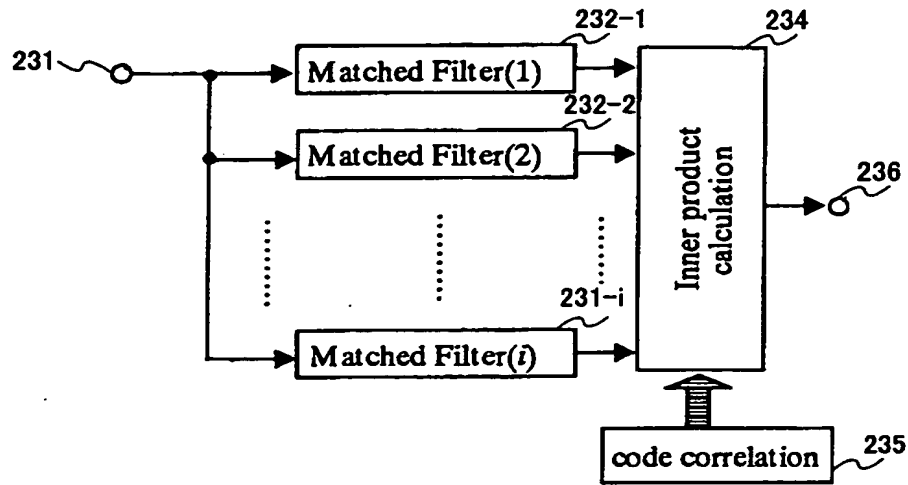 232-1
234
231
Matched Filter(1)
232-2
Matched Filter(2)
236
Inner product
calculation
231-i
Matched Filter(i)
code correlation
235